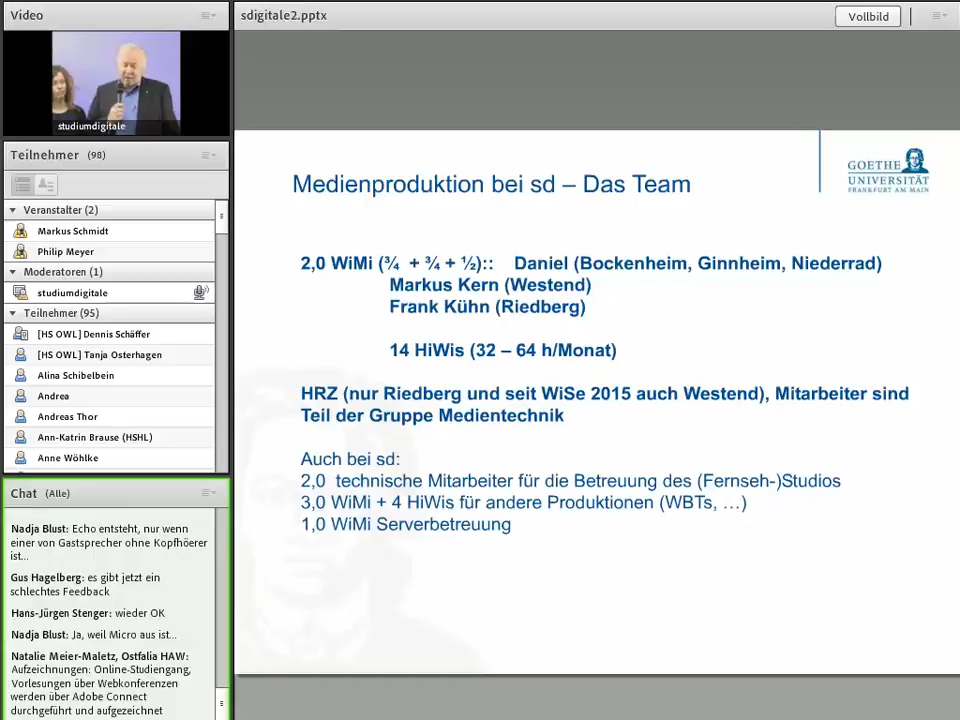 Video
studiumdigitale
Teilnehmer (98)
Veranstalter (2)
Markus Schmidt
Philip Meyer
Moderatoren (1)
studiumdigitale
Teilnehmer (95)
[HS OWL] Dennis Schäffer
[HS OWL] Tanja Osterhagen
Alina Schibelbein
Andrea
Andreas Thor
Ann-Katrin Brause (HSHL)
Anne Wöhlke
Chat (Alle)
Nadja Blust: Echo entsteht, nur wenn
einer von Gastsprecher ohne Kopfhöerer
ist...
Gus Hagelberg: es gibt jetzt ein
schlechtes Feedback
Hans-Jürgen Stenger: wieder OK
Nadja Blust: Ja, weil Micro aus ist...
Natalie Meier-Maletz, Ostfalia HAW:
Aufzeichnungen: Online-Studiengang,
Vorlesungen über Webkonferenzen
werden über Adobe Connect
durchgeführt und aufgezeichnet
sdigitale2.pptx
Vollbild
GOETHE
UNIVERSITÄT
FRANKFURT AM MAIN
Medienproduktion bei sd – Das Team
2,0 WiMi (¾ + ¾ + ½):: Daniel (Bockenheim, Ginnheim, Niederrad)
Markus Kern (Westend)
Frank Kühn (Riedberg)
14 HiWis (32 – 64 h/Monat)
HRZ (nur Riedberg und seit WiSe 2015 auch Westend), Mitarbeiter sind
Teil der Gruppe Medientechnik
Auch bei sd:
2,0 technische Mitarbeiter für die Betreuung des (Fernseh-)Studios
3,0 WiMi + 4 HiWis für andere Produktionen (WBTs, …)
1,0 WiMi Serverbetreuung